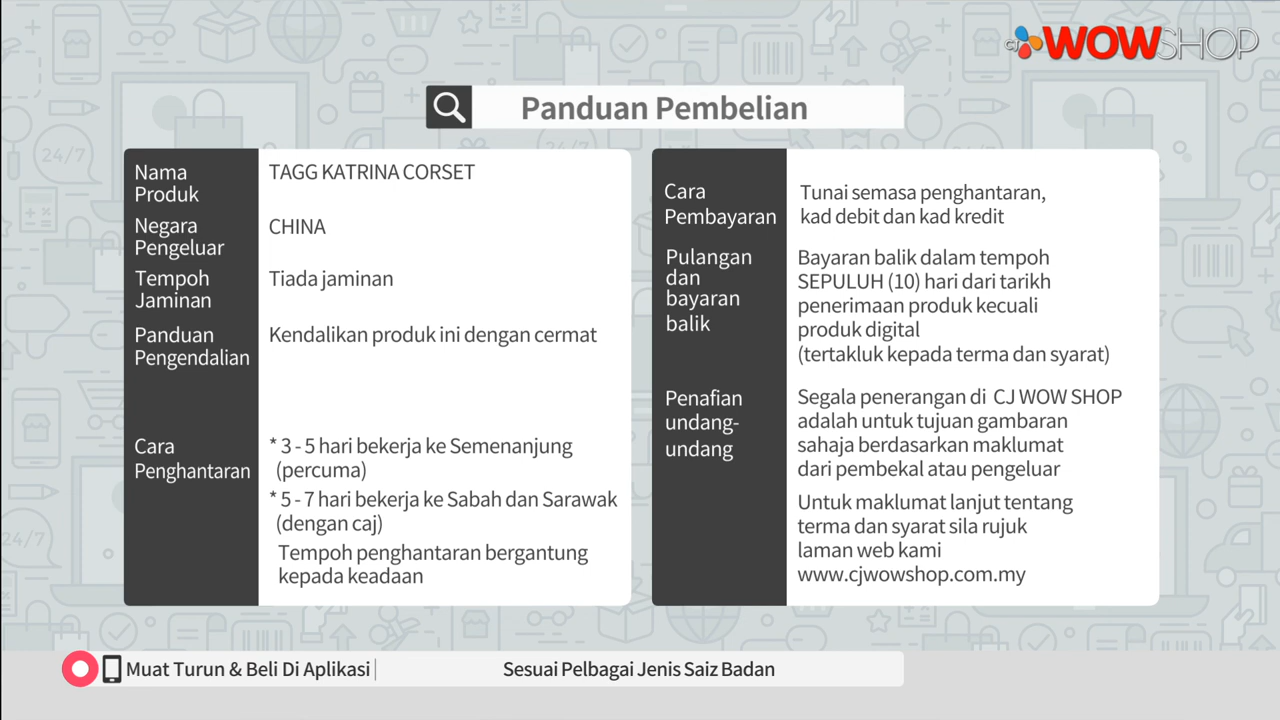 CJ WOWSHOP
Panduan Pembelian
Nama
Produk
TAGG KATRINA CORSET
Negara
Pengeluar
CHINA
Tempoh
Jaminan
Tiada jaminan
Panduan
Pengendalian
Kendalikan produk ini dengan cermat
Cara
Penghantaran
* 3 - 5 hari bekerja ke Semenanjung
(percuma)
* 5 - 7 hari bekerja ke Sabah dan Sarawak
(dengan caj)
Tempoh penghantaran bergantung
kepada keadaan
Cara
Pembayaran
Tunai semasa penghantaran,
kad debit dan kad kredit
Pulangan
dan
bayaran
balik
Bayaran balik dalam tempoh
SEPULUH (10) hari dari tarikh
penerimaan produk kecuali
produk digital
(tertakluk kepada terma dan syarat)
Penafian
undang-
undang
Segala penerangan di CJ WOW SHOP
adalah untuk tujuan gambaran
sahaja berdasarkan maklumat
dari pembekal atau pengeluar
Untuk maklumat lanjut tentang
terma dan syarat sila rujuk
laman web kami
www.cjwowshop.com.my
24/7
24/7
Muat Turun & Beli Di Aplikasi |
Sesuai Pelbagai Jenis Saiz Badan